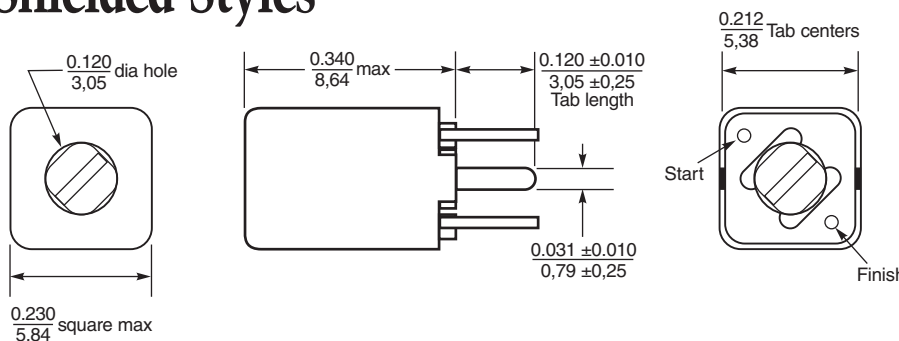 Shielded Styles
0.120
3,05
dia hole
0.230
5.84
square max
0.340
8,64
max
0.120 ±0.010
3,05 ±0,25
Tab length
0.031 ±0.010
0,79 ±0,25
0.212
5,38
Tab centers
Start
Finish